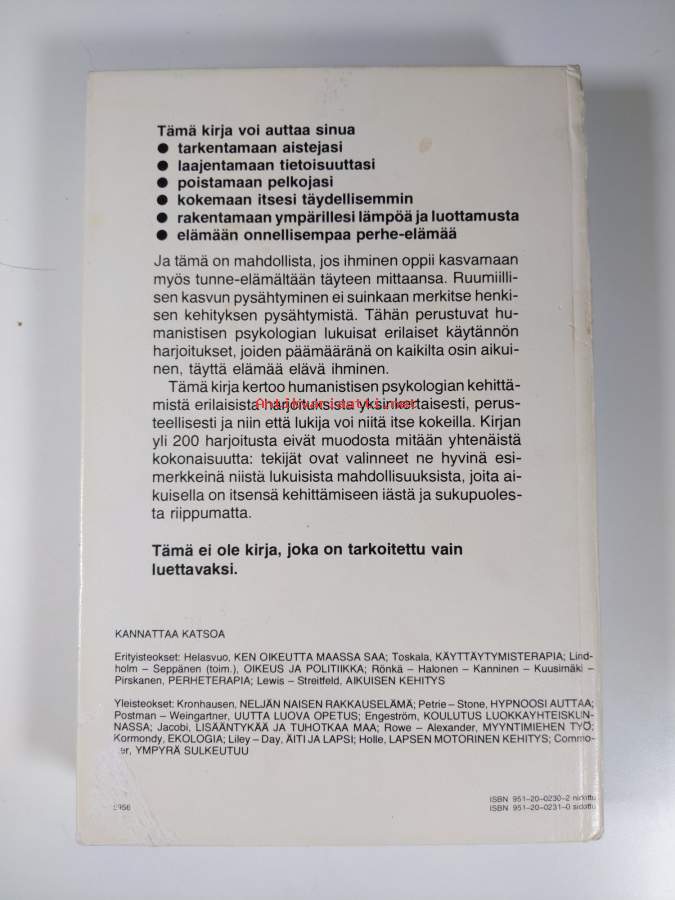 Tämä kirja voi auttaa sinua
● tarkentamaan aistejasi
● laajentamaan tietoisuuttasi
● poistamaan pelkojasi
● kokemaan itsesi täydellisemmin
● rakentamaan ympärillesi lämpöä ja luottamusta
● elämään onnellisempaa perhe-elämää
Ja tämä on mahdollista, jos ihminen oppii kasvamaan
myös tunne-elämältään täyteen mittaansa. Ruumiilli-
sen kasvun pysähtyminen ei suinkaan merkitse henki-
sen kehityksen pysähtymistä. Tähän perustuvat hu-
manistisen psykologian lukuisat erilaiset käytännön
harjoitukset, joiden päämääränä on kaikilta osin aikui-
nen, täyttä elämää elävä ihminen.
Tämä kirja kertoo humanistisen psykologian kehittä-
mistä erilaisista harjoituksista yksinkertaisesti, perus-
Antikvariaatti.net
teellisesti ja niin että lukija voi niitä itse kokeilla. Kirjan
yli 200 harjoitusta eivät muodosta mitään yhtenäistä
kokonaisuutta: tekijät ovat valinneet ne hyvinä esi-
merkkeinä niistä lukuisista mahdollisuuksista, joita ai-
kuisella on itsensä kehittämiseen iästä ja sukupuoles-
ta riippumatta.
Tämä ei ole kirja, joka on tarkoitettu vain
luettavaksi.
KANNATTAA KATSOA
Erityisteokset: Helasvuo, KEN OIKEUTTA MAASSA SAA; Toskala, KÄYTTÄYTYMISTERAPIA; Lind-
holm – Seppänen (toim.), OIKEUS JA POLITIIKKA; Rönkä – Halonen – Kanninen – Kuusimäki –
Pirskanen, PERHETERAPIA; Lewis – Streitfeld, AIKUISEN KEHITYS
Yleisteokset: Kronhausen, NELJÄN NAISEN RAKKAUSELÄMÄ; Petrie – Stone, HYPNOOSI AUTTAA;
Postman – Weingartner, UUTTA LUOVA OPETUS; Engeström, KOULUTUS LUOKKAYHTEISKUN-
NASSA; Jacobi, LISÄÄNTYKÄÄ JA TUHOTKAA MAA; Rowe – Alexander, MYYNTIMIEHEN TYÖ;
Kormondy, EKOLOGIA; Liley – Day, ÄITI JA LAPSI; Holle, LAPSEN MOTORINEN KEHITYS; Commo-
er, YMPYRÄ SULKEUTUU
ISBN 951-20-0230-2 nidottu
ISBN 951-20-0231-0 sidottu